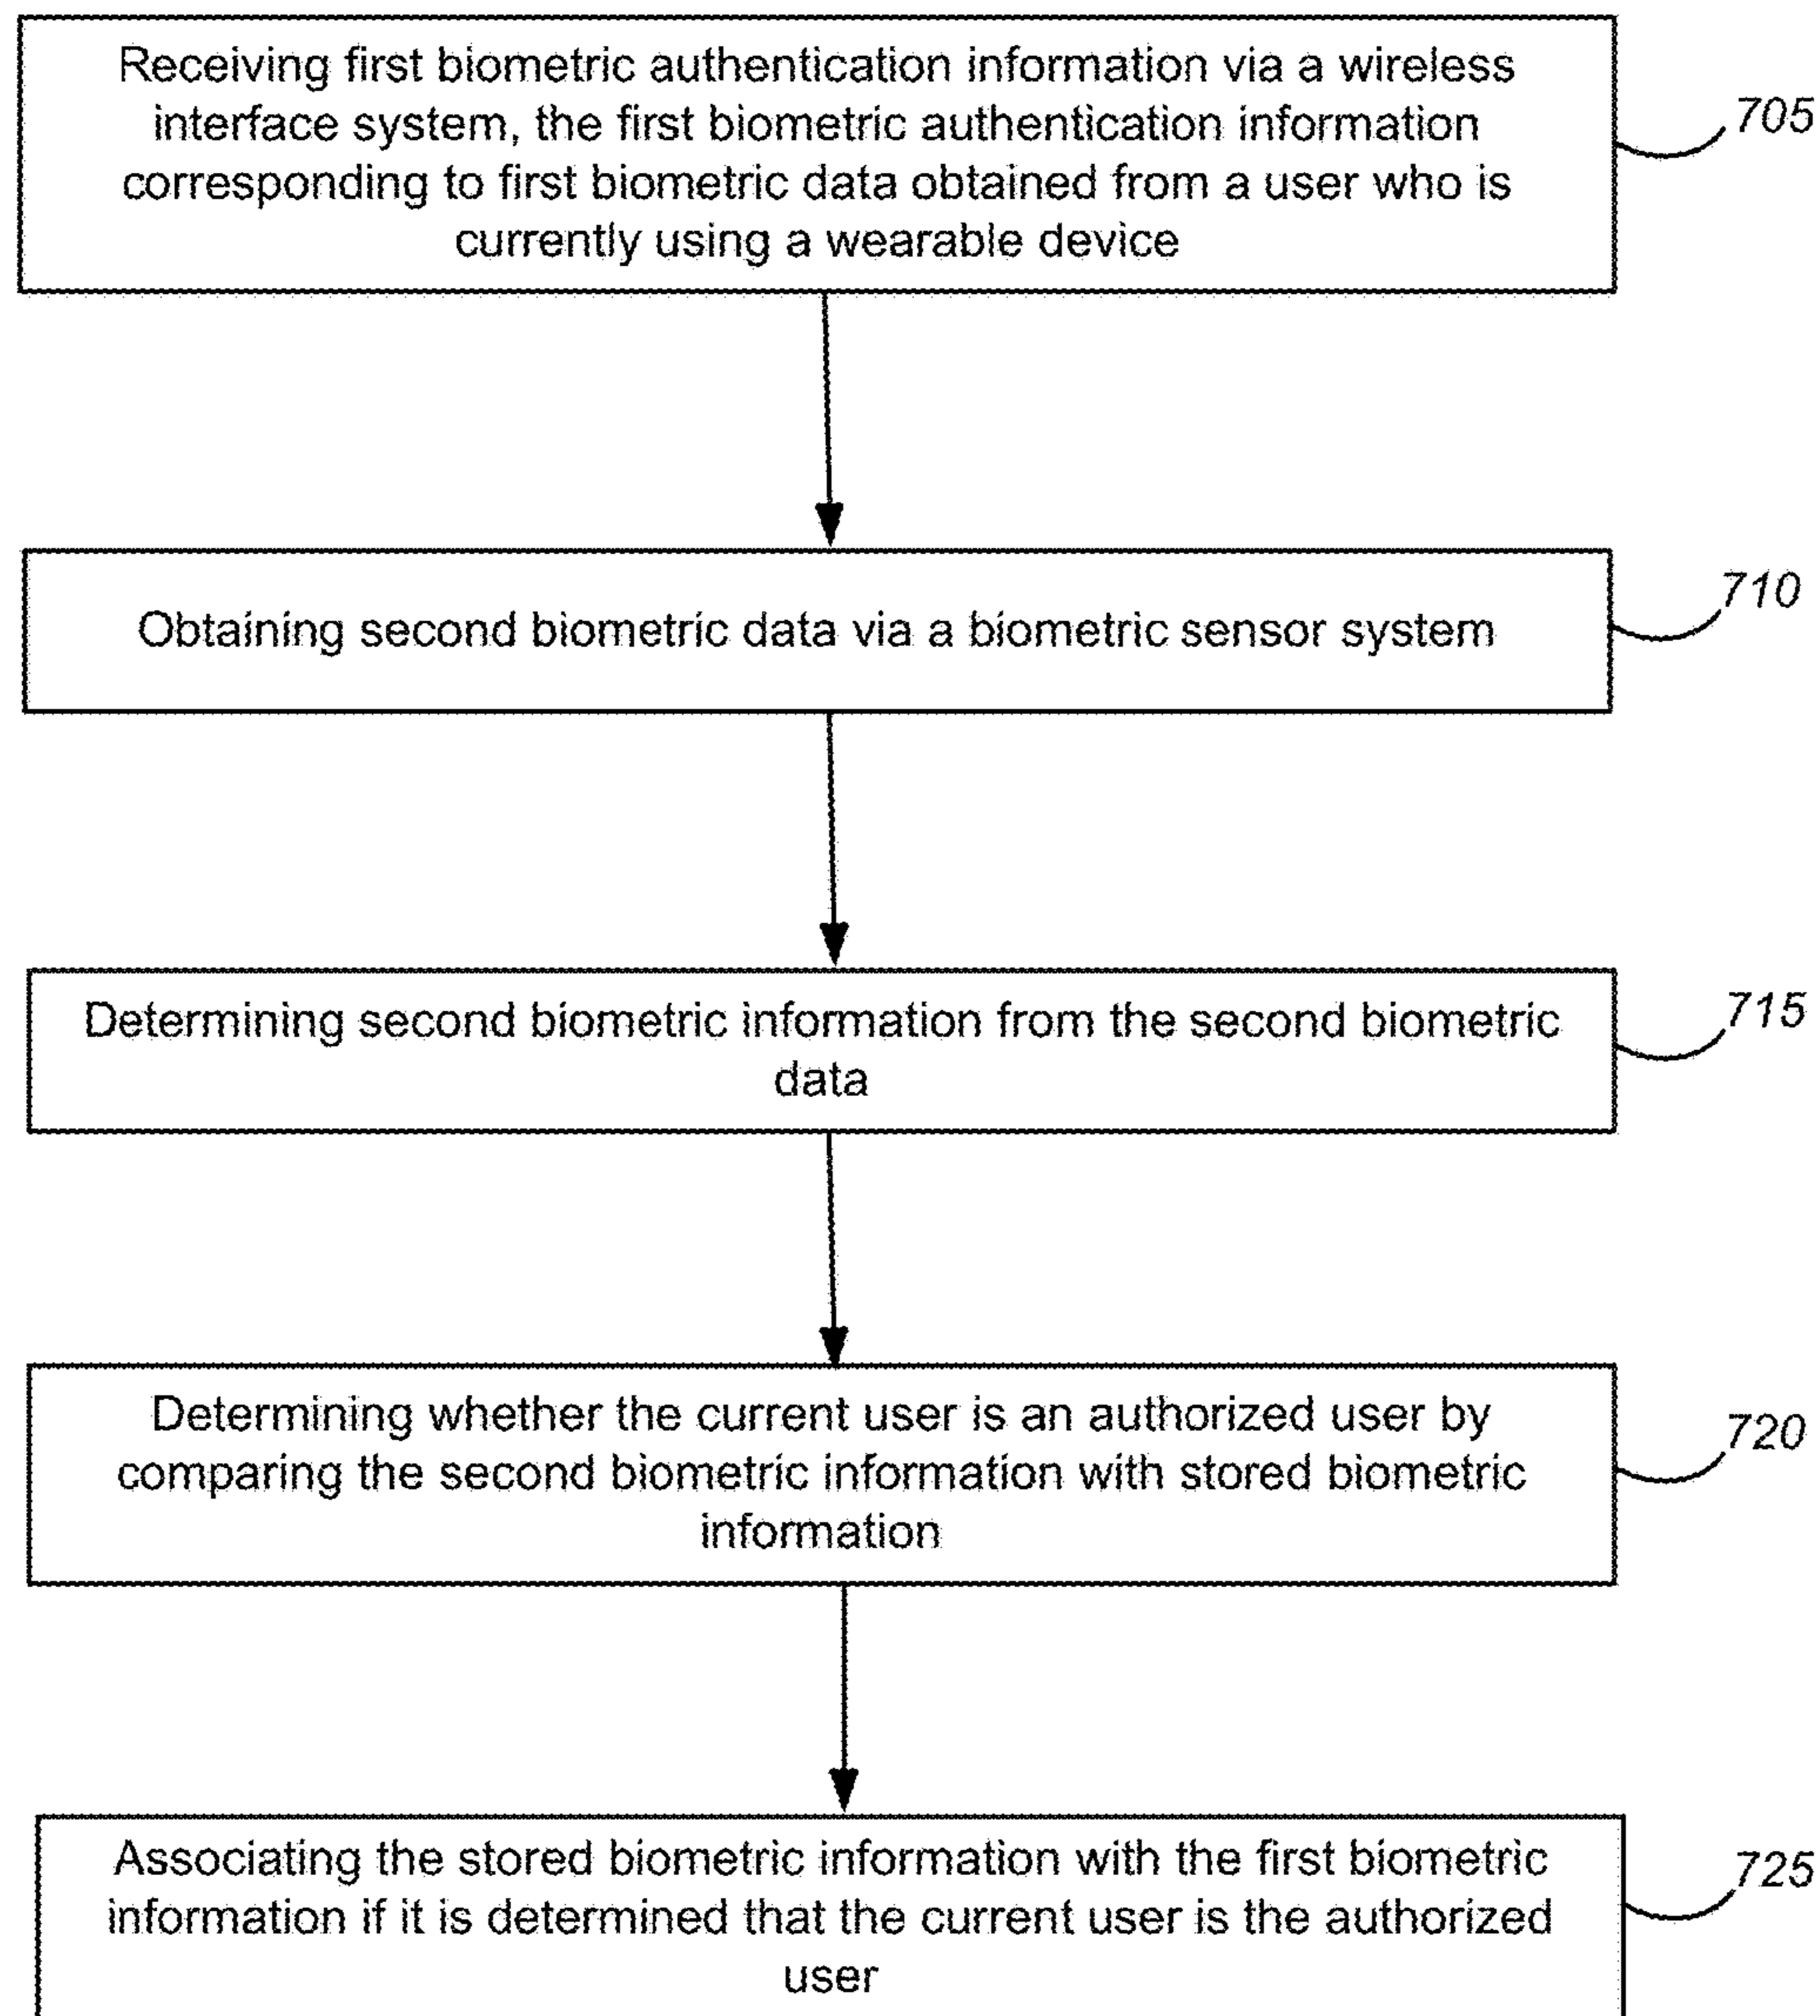 Receiving first biometric authentication information via a wireless
interface system, the first biometric authentication information
corresponding to first biometric data obtained from a user who is
currently using a wearable device
705
Obtaining second biometric data via a biometric sensor system
710
Determining second biometric information from the second biometric
data
715
Determining whether the current user is an authorized user by
comparing the second biometric information with stored biometric
information
720
Associating the stored biometric information with the first biometric
information if it is determined that the current user is the authorized
user
725